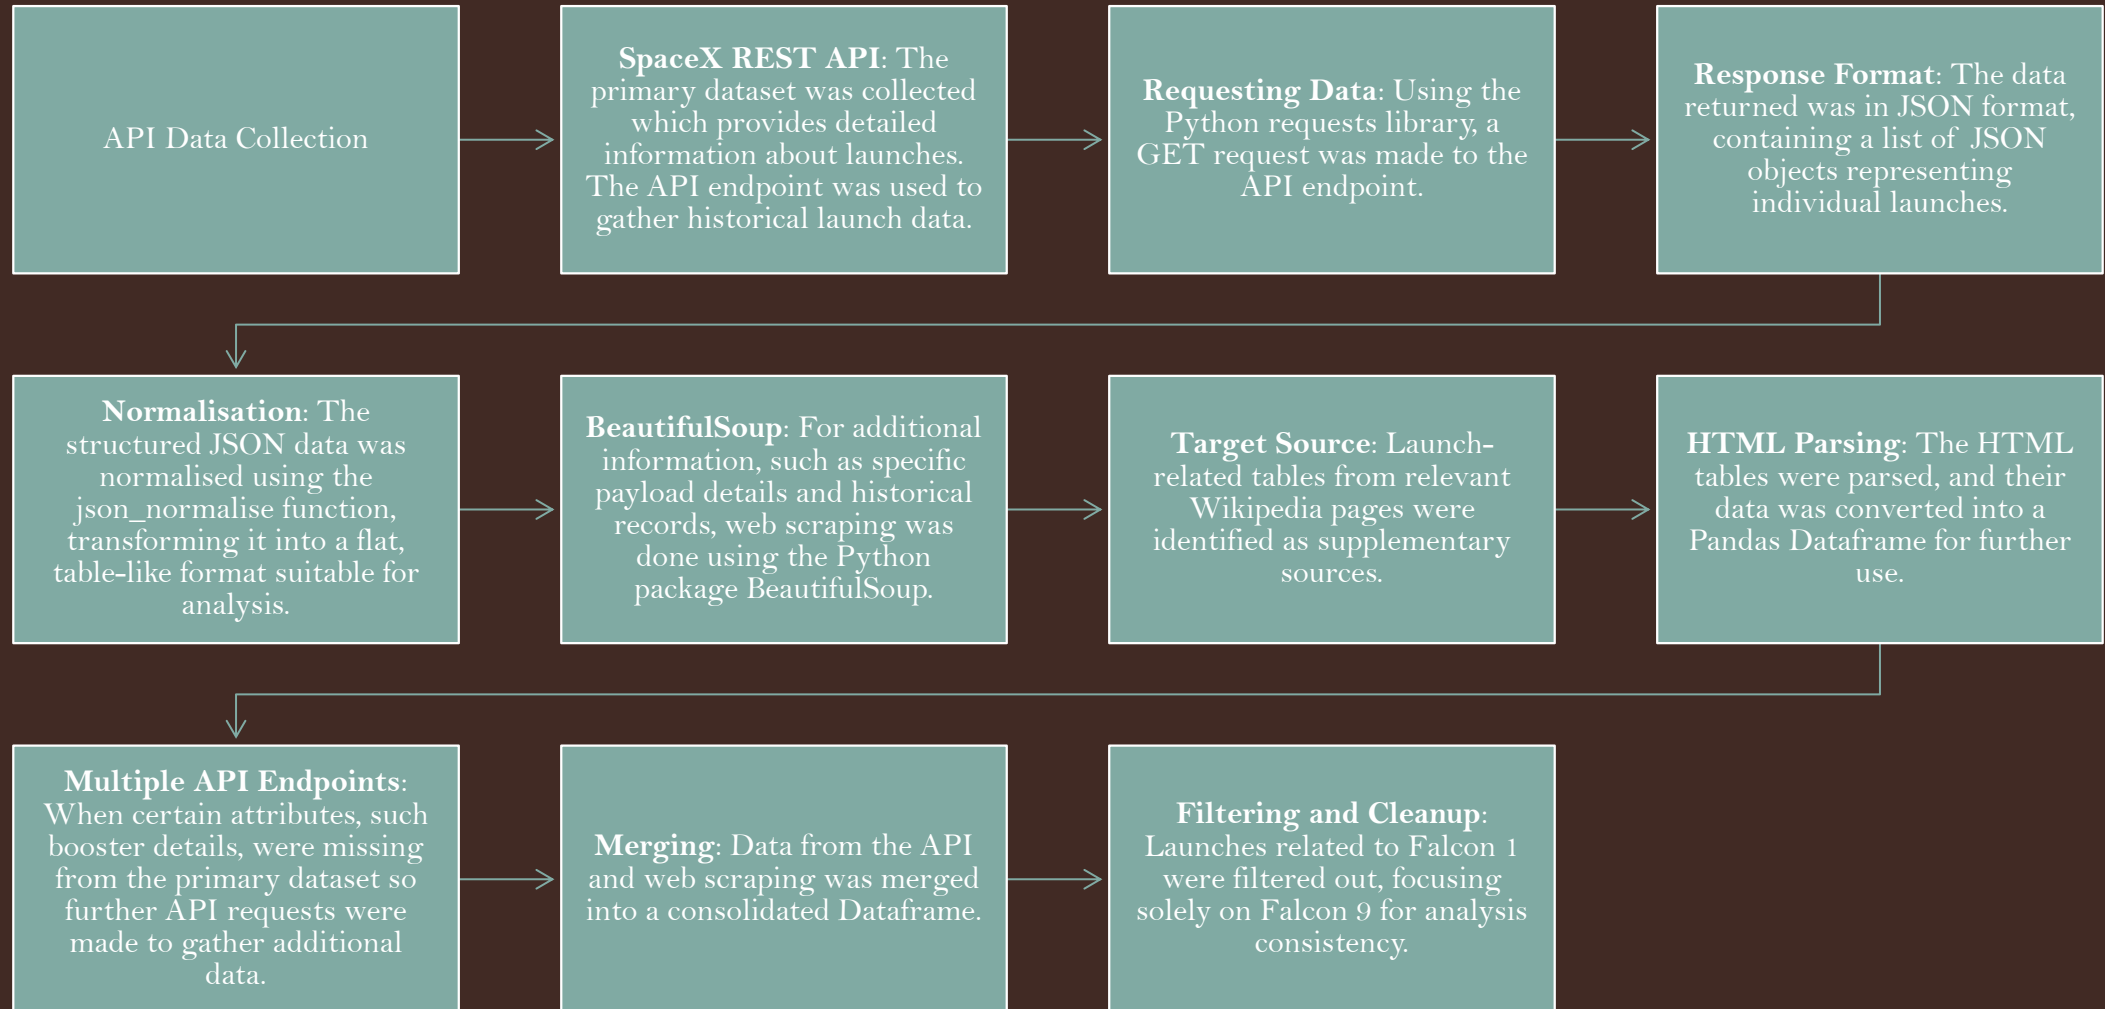 API Data Collection
SpaceX REST API: The
primary dataset was collected
which provides detailed
information about launches.
The API endpoint was used to
gather historical launch data.
Requesting Data: Using the
Python requests library, a
GET request was made to the
API endpoint.
Response Format: The data
returned was in JSON format,
containing a list of JSON
objects representing
individual launches.
Normalisation: The
structured JSON data was
normalised using the
json_normalise function,
transforming it into a flat,
table-like format suitable for
analysis.
BeautifulSoup: For additional
information, such as specific
payload details and historical
records, web scraping was
done using the Python
package BeautifulSoup.
Target Source: Launch-
related tables from relevant
Wikipedia pages were
identified as supplementary
sources.
HTML Parsing: The HTML
tables were parsed, and their
data was converted into a
Pandas Dataframe for further
use.
Multiple API Endpoints:
When certain attributes, such
booster details, were missing
from the primary dataset so
further API requests were
made to gather additional
data.
Merging: Data from the API
and web scraping was merged
into a consolidated Dataframe.
Filtering and Cleanup:
Launches related to Falcon 1
were filtered out, focusing
solely on Falcon 9 for analysis
consistency.